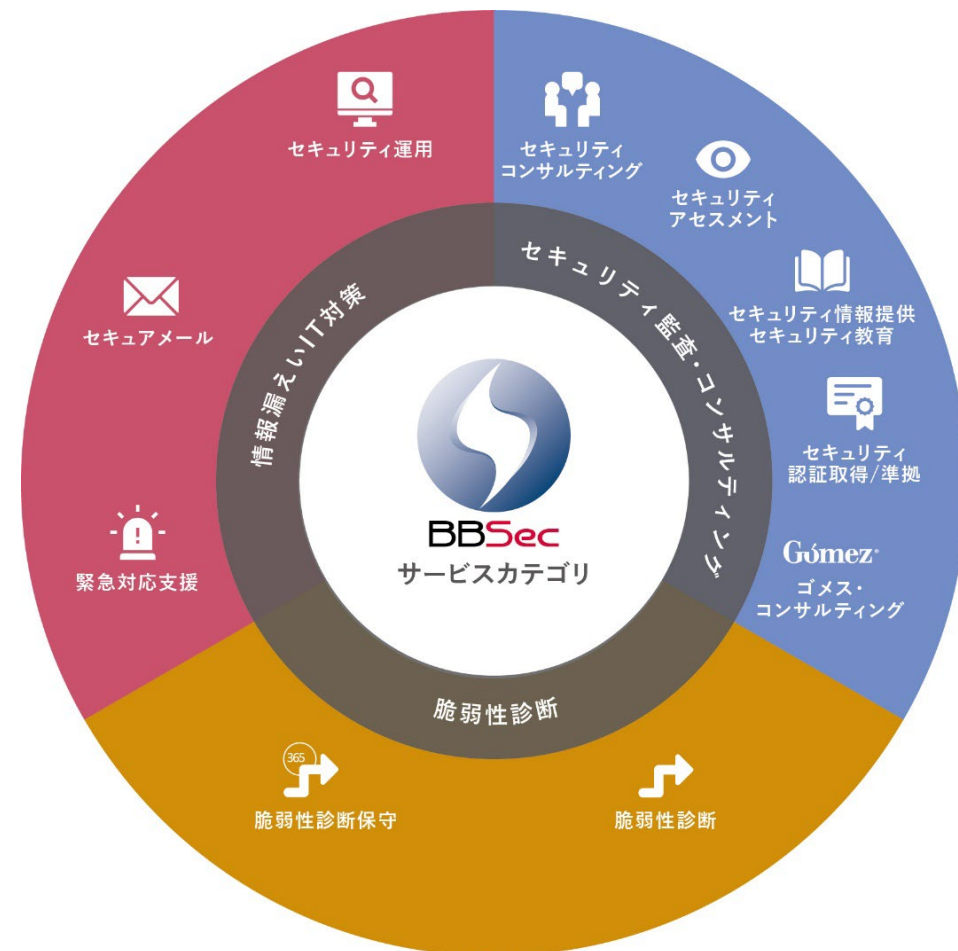 セキュリティ運用
セキュアメール
緊急対応支援
情報漏えいIT対策
セキュリティ
コンサルティング
セキュリティ
アセスメント
セキュリティ情報提供
セキュリティ教育
セキュリティ
認証取得/準拠
Gómez
ゴメス・
コンサルティング
セキュリティ監査・コンサルティング
BBSec
サービスカテゴリ
脆弱性診断
365
脆弱性診断保守
脆弱性診断